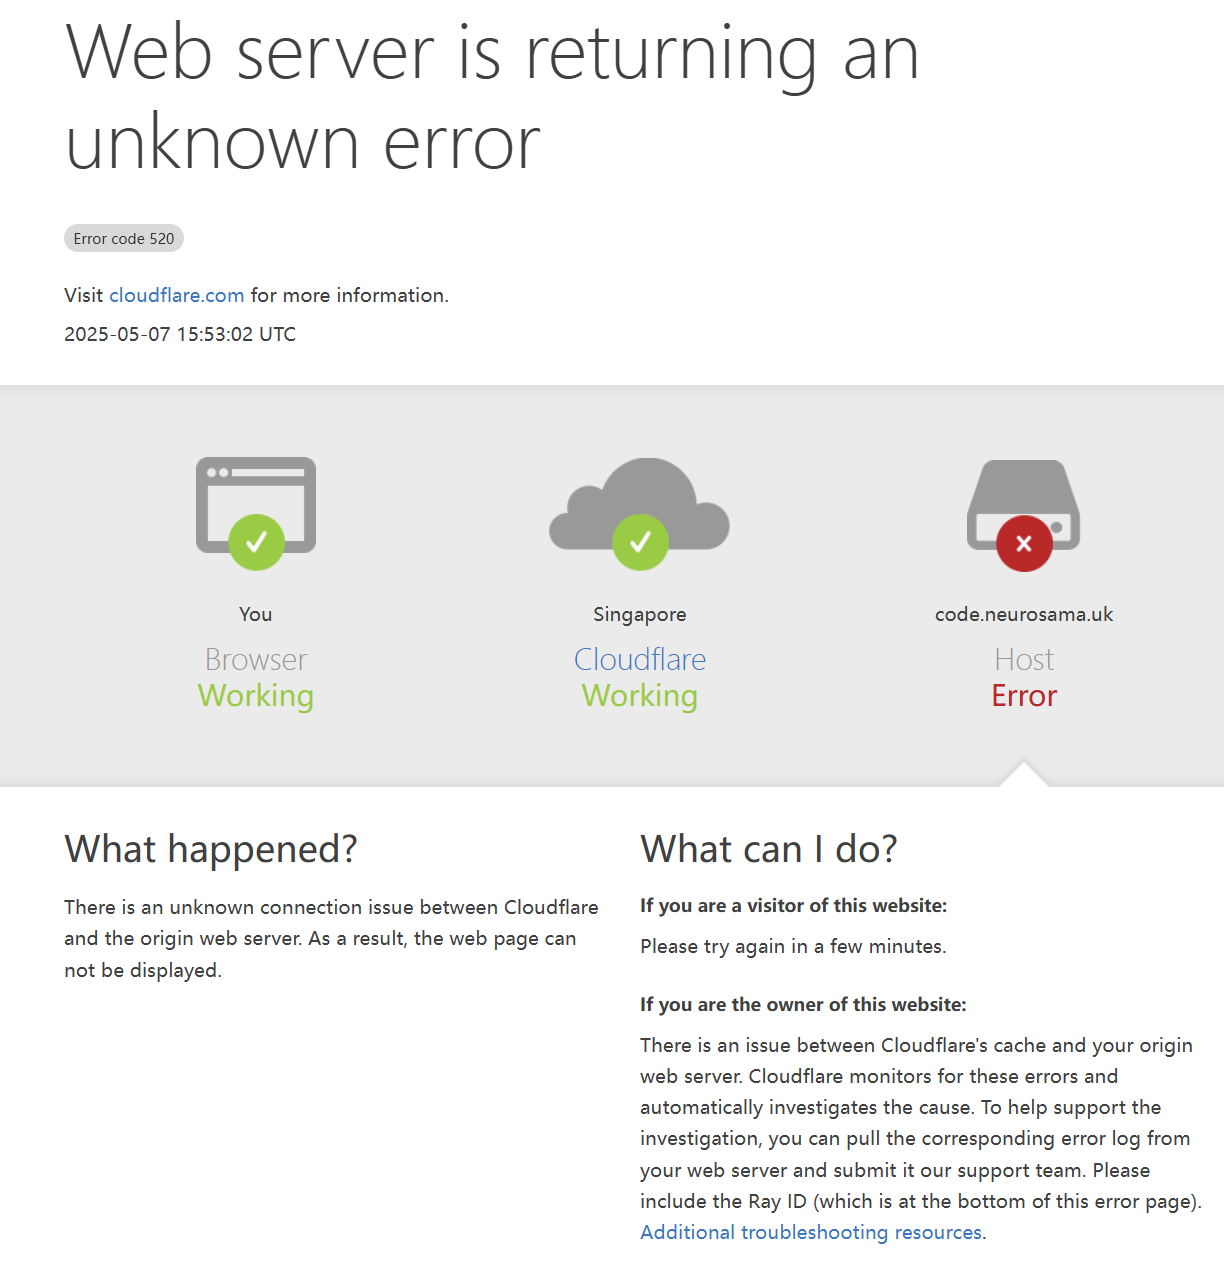 Web server is returning an
unknown error
Error code 520
Visit cloudflare.com for more information.
2025-05-07 15:53:02 UTC
You
Browser
Working
Singapore
Cloudflare
Working
code.neurosama.uk
Host
Error
What happened?
There is an unknown connection issue between Cloudflare
and the origin web server. As a result, the web page can
not be displayed.
What can I do?
If you are a visitor of this website:
Please try again in a few minutes.
If you are the owner of this website:
There is an issue between Cloudflare's cache and your origin
web server. Cloudflare monitors for these errors and
automatically investigates the cause. To help support the
investigation, you can pull the corresponding error log from
your web server and submit it our support team. Please
include the Ray ID (which is at the bottom of this error page).
Additional troubleshooting resources.